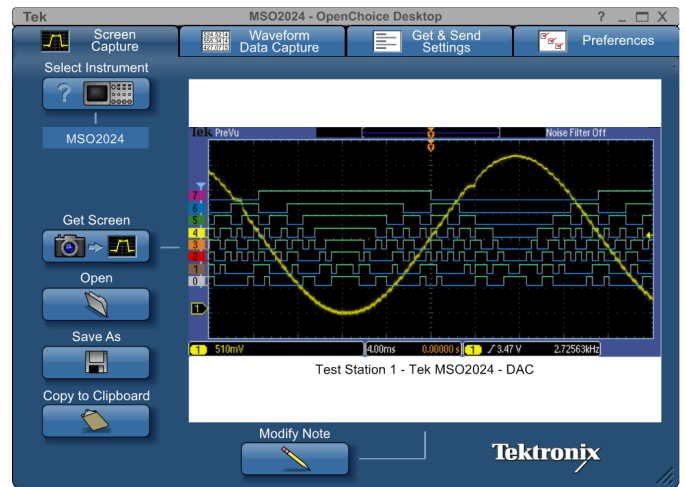 Tek
MSO2024 - OpenChoice Desktop
? _ □ X
Screen
Capture
Waveform
Data Capture
Get & Send
Settings
Preferences
Select Instrument
?
MSO2024
Get Screen
Open
Save As
Copy to Clipboard
Tek PreVu
Noise Filter Off
7
6
5
4
3
2
1
0
1
1 510mV
4.00ms
0.00000 s
1
3.47 V
2.72563kHz
Test Station 1 - Tek MSO2024 - DAC
Modify Note
Tektronix